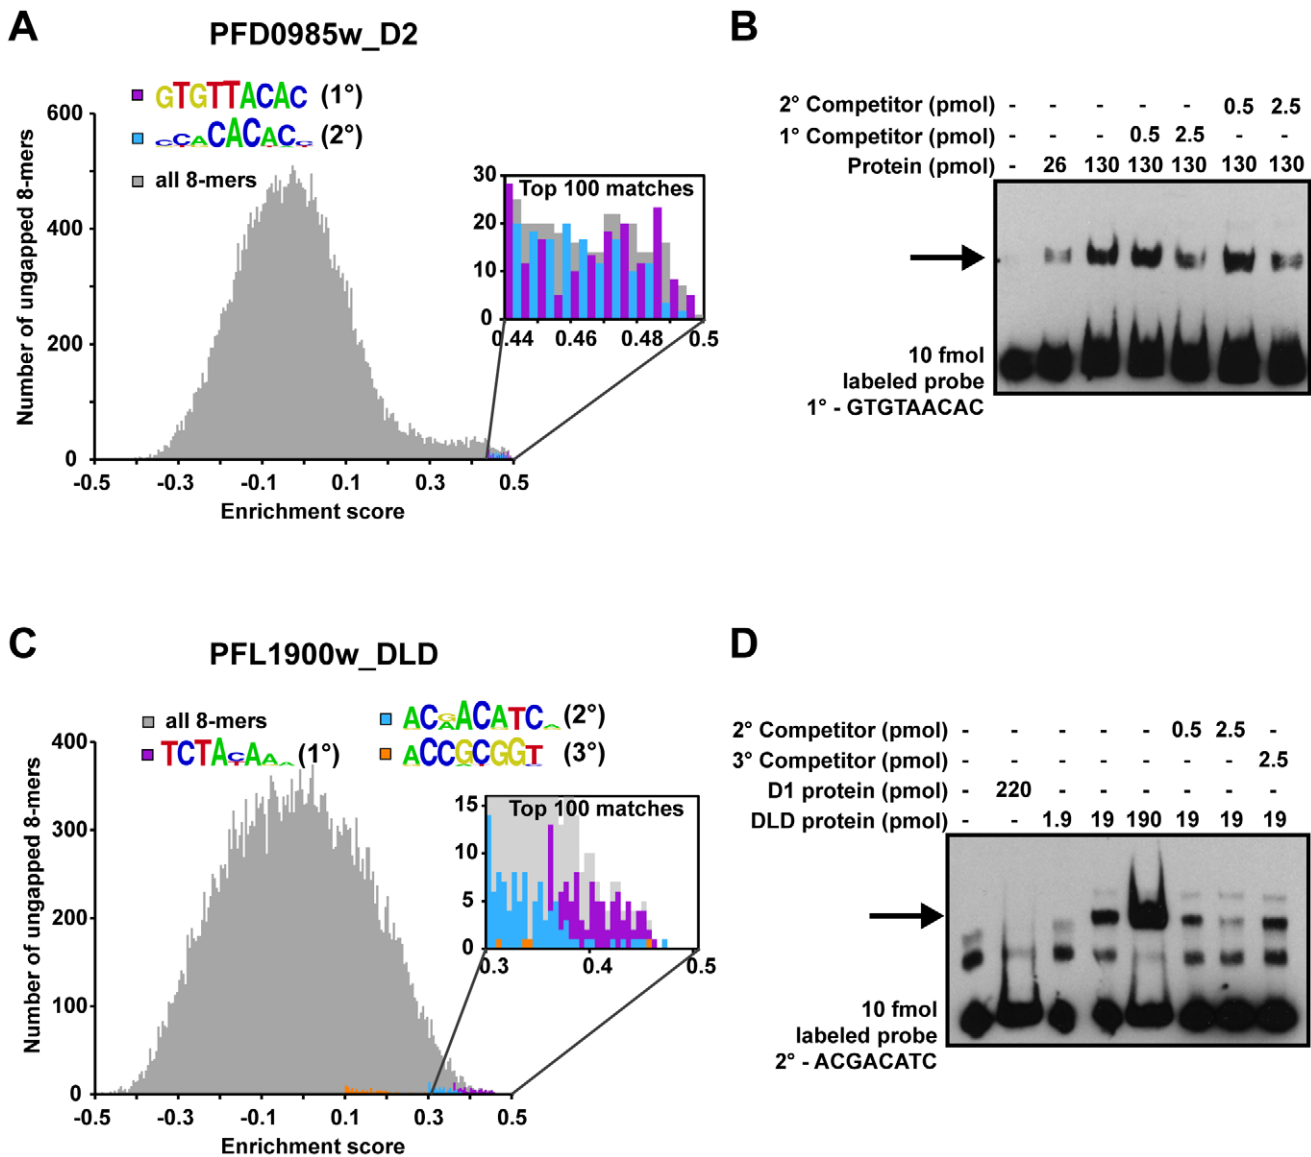 A
PFD0985w_D2
GTGTTACAC (1°)
CCACACACC (2°)
all 8-mers
Number of ungapped 8-mers
600
400
200
0
-0.5 -0.3 -0.1 0.1 0.3 0.5
Enrichment score
Top 100 matches
30
20
10
0
0.44 0.46 0.48 0.5
B
2° Competitor (pmol) - - - - - 0.5 2.5
1° Competitor (pmol) - - - 0.5 2.5 - -
Protein (pmol) - 26 130 130 130 130 130
10 fmol
labeled probe
1° - GTGTAACAC
C
PFL1900w_DLD
all 8-mers
TCTACAAA (1°)
ACGACATCA (2°)
ACCGCGGT (3°)
Number of ungapped 8-mers
400
300
200
100
0
-0.5 -0.3 -0.1 0.1 0.3 0.5
Enrichment score
Top 100 matches
15
10
5
0
0.3 0.4 0.5
D
2° Competitor (pmol) - - - - - 0.5 2.5 -
3° Competitor (pmol) - - - - - - - 2.5
D1 protein (pmol) - 220 - - - - - -
DLD protein (pmol) - - 1.9 19 190 19 19 19
10 fmol
labeled probe
2° - ACGACATC